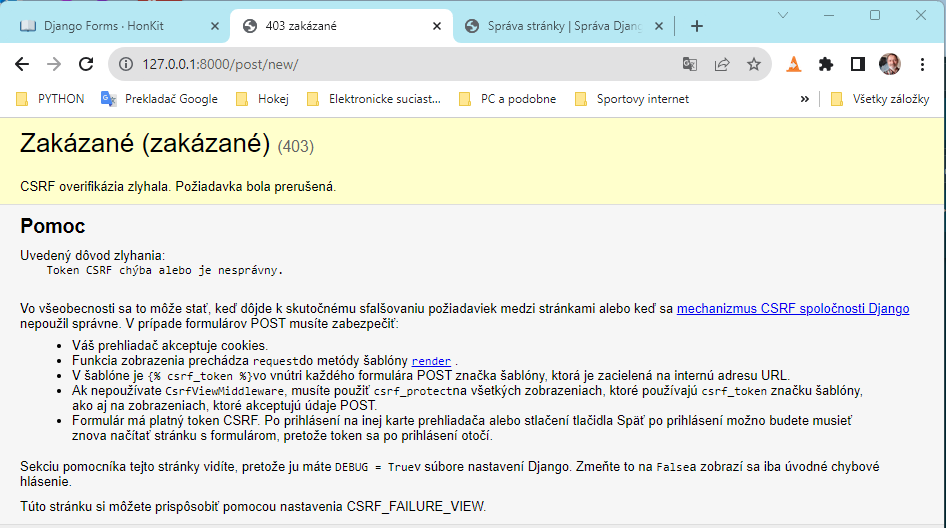 Django Forms · HonKit
403 zakázané
Správa stránky | Správa Djang
127.0.0.1:8000/post/new/
PYTHON
Prekladač Google
Hokej
Elektronicke suciast...
PC a podobne
Sportovy internet
»
Všetky záložky
Zakázané (zakázané) (403)
CSRF overifikázia zlyhala. Požiadavka bola prerušená.
Pomoc
Uvedený dôvod zlyhania:
Token CSRF chýba alebo je nesprávny.
Vo všeobecnosti sa to môže stať, keď dôjde k skutočnému sfalšovaniu požiadaviek medzi stránkami alebo keď sa mechanizmus CSRF spoločnosti Django
nepoužil správne. V prípade formulárov POST musíte zabezpečiť:
• Váš prehliadač akceptuje cookies.
• Funkcia zobrazenia prechádza requestdo metódy šablóny render .
• V šablóne je {% csrf_token %}vo vnútri každého formulára POST značka šablóny, ktorá je zacielená na internú adresu URL.
• Ak nepoužívate CsrfViewMiddleware, musíte použiť csrf_protectna všetkých zobrazeniach, ktoré používajú csrf_token značku šablóny,
ako aj na zobrazeniach, ktoré akceptujú údaje POST.
• Formulár má platný token CSRF. Po prihlásení na inej karte prehliadača alebo stlačení tlačidla Späť po prihlásení možno budete musieť
znova načítať stránku s formulárom, pretože token sa po prihlásení otočí.
Sekciu pomocníka tejto stránky vidíte, pretože ju máte DEBUG = Truev súbore nastavení Django. Zmeňte to na Falsea zobrazí sa iba úvodné chybové
hlásenie.
Túto stránku si môžete prispôsobiť pomocou nastavenia CSRF_FAILURE_VIEW.